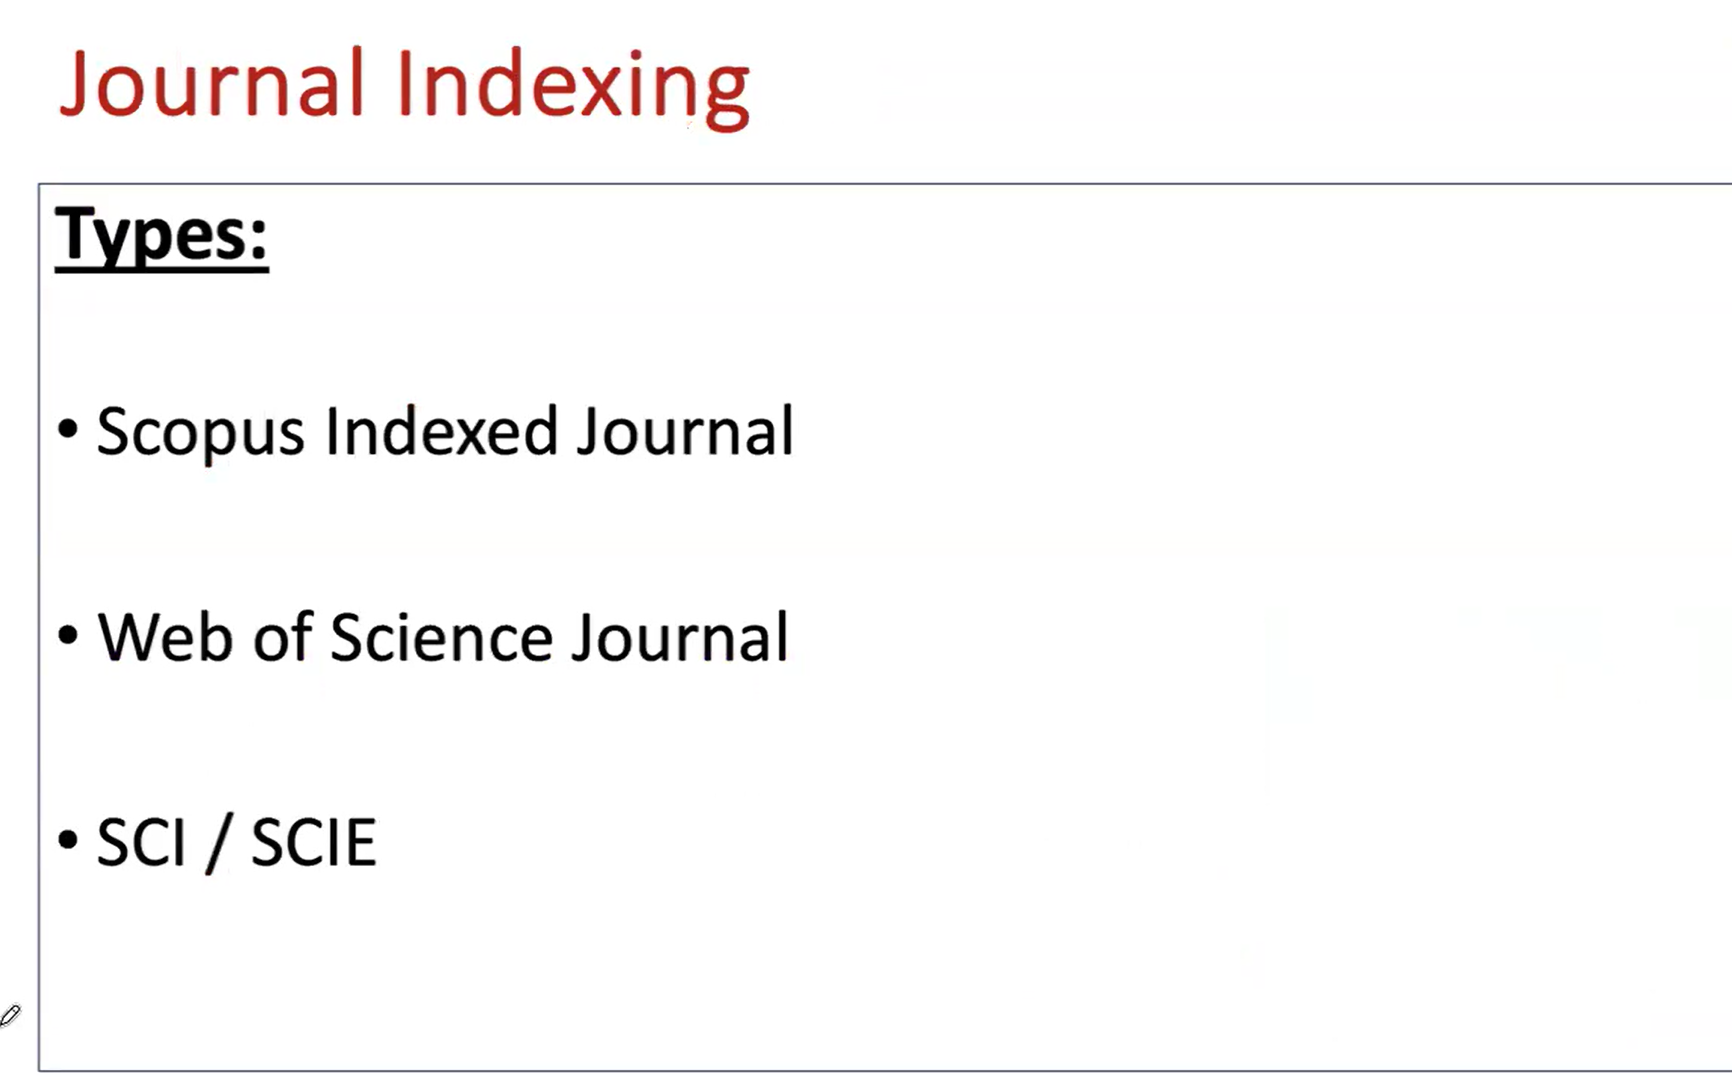 Journal Indexing
Types:
• Scopus Indexed Journal
• Web of Science Journal
• SCI / SCIE